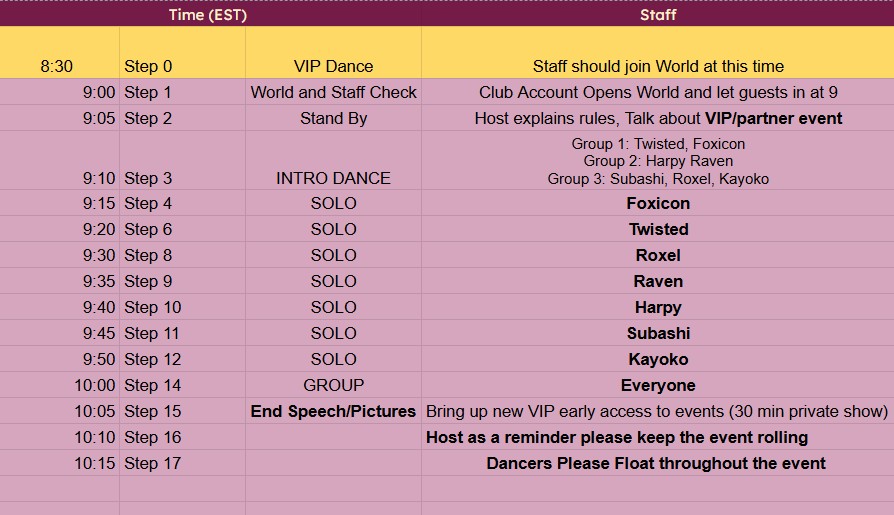 Time (EST) Staff
8:30 Step 0 VIP Dance Staff should join World at this time
9:00 Step 1 World and Staff Check Club Account Opens World and let guests in at 9
9:05 Step 2 Stand By Host explains rules, Talk about VIP/partner event
Group 1: Twisted, Foxicon
Group 2: Harpy Raven
9:10 Step 3 INTRO DANCE Group 3: Subashi, Roxel, Kayoko
9:15 Step 4 SOLO Foxicon
9:20 Step 6 SOLO Twisted
9:30 Step 8 SOLO Roxel
9:35 Step 9 SOLO Raven
9:40 Step 10 SOLO Harpy
9:45 Step 11 SOLO Subashi
9:50 Step 12 SOLO Kayoko
10:00 Step 14 GROUP Everyone
10:05 Step 15 End Speech/Pictures Bring up new VIP early access to events (30 min private show)
10:10 Step 16 Host as a reminder please keep the event rolling
10:15 Step 17 Dancers Please Float throughout the event